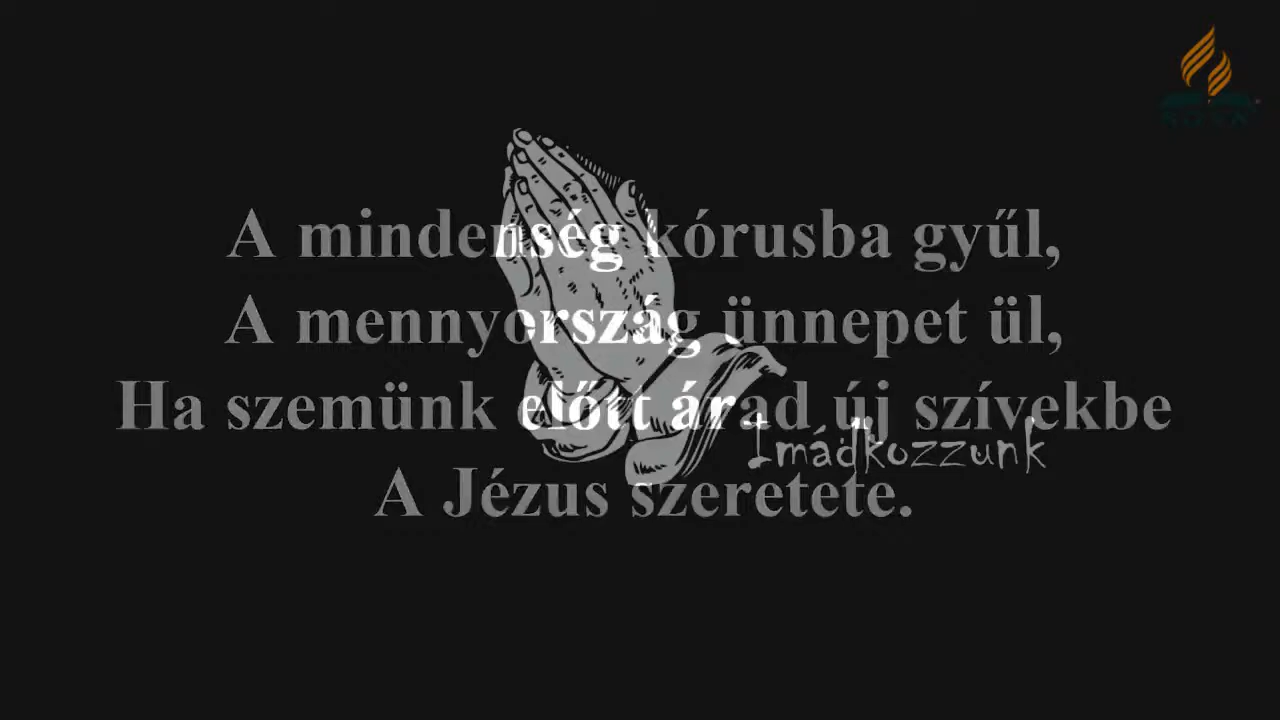 A mindenség kórusba gyűl,
A mennyország ünnepet ül,
Ha szemünk előtt árad új szívekbe
Imádkozzunk
A Jézus szeretete.